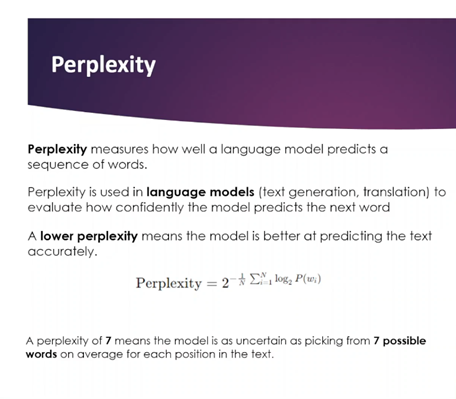 Perplexity
Perplexity measures how well a language model predicts a
sequence of words.
Perplexity is used in language models (text generation, translation) to
evaluate how confidently the model predicts the next word
A lower perplexity means the model is better at predicting the text
accurately.
Perplexity = 2^{-\frac{1}{N} \sum_{i=1}^{N} \log_2 P(w_i)}
A perplexity of 7 means the model is as uncertain as picking from 7 possible
words on average for each position in the text.